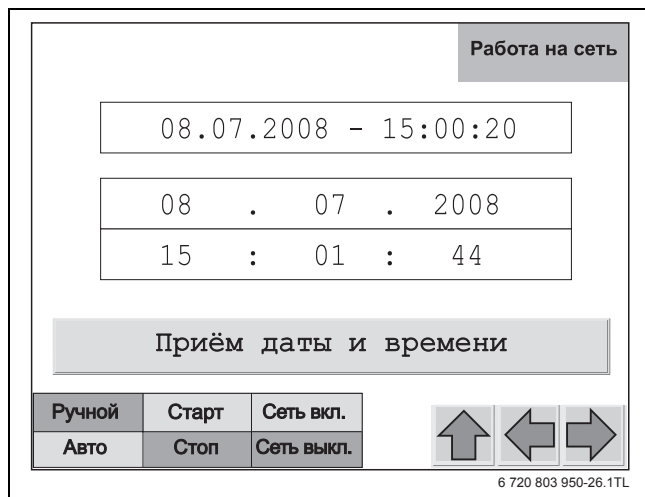 Работа на сеть
08.07.2008 - 15:00:20
08 . 07 . 2008
15 : 01 : 44
Приём даты и времени
Ручной Старт Сеть вкл.
Авто Стоп Сеть выкл.
6 720 803 950-26.1TL